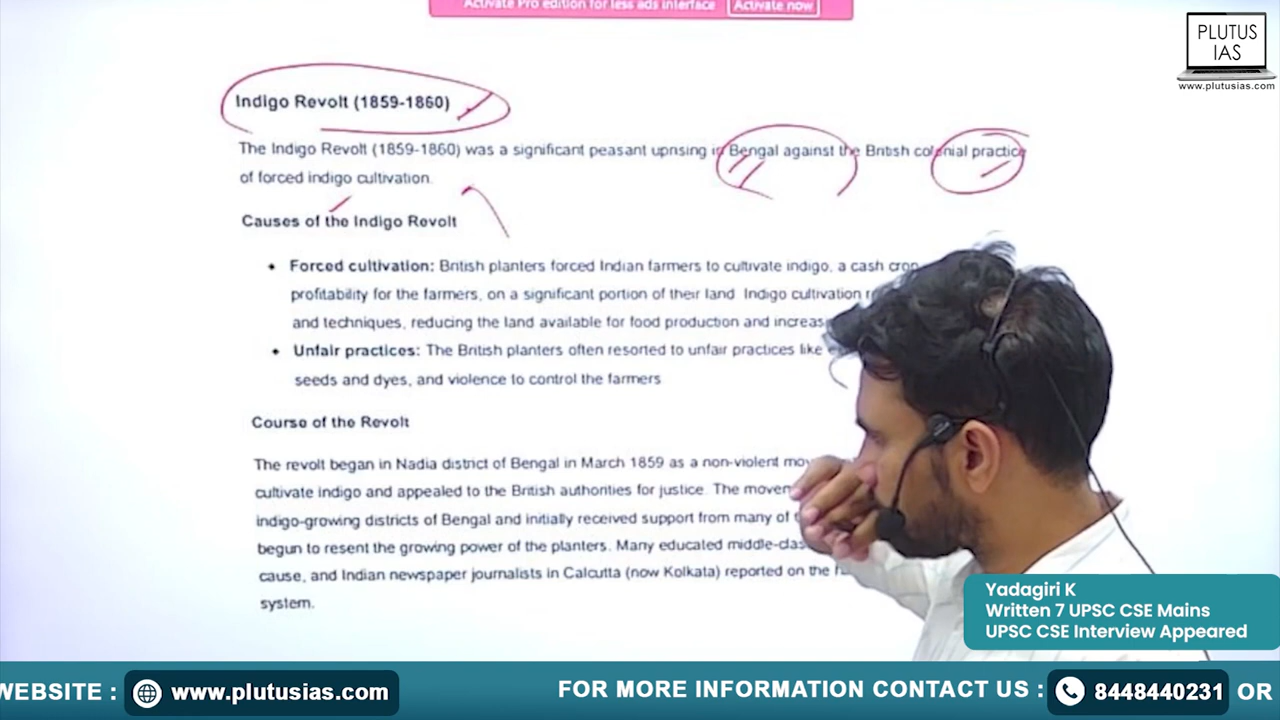 Activate Pro edition for less ads interface Activate now
PLUTUS
IAS
www.plutusias.com
Indigo Revolt (1859-1860)
The Indigo Revolt (1859-1860) was a significant peasant uprising in Bengal against the British colonial practice
of forced indigo cultivation.
Causes of the Indigo Revolt
• Forced cultivation: British planters forced Indian farmers to cultivate indigo, a cash crop
profitability for the farmers, on a significant portion of their land. Indigo cultivation
and techniques, reducing the land available for food production and
• Unfair practices: The British planters often resorted to unfair practices like
seeds and dyes, and violence to control the farmers
Course of the Revolt
The revolt began in Nadia district of Bengal in March 1859 as a non-violent
cultivate indigo and appealed to the British authorities for justice. The
indigo-growing districts of Bengal and initially received support from many of
begun to resent the growing power of the planters. Many educated
cause, and Indian newspaper journalists in Calcutta (now Kolkata) reported on the
system.
Yadagiri K
Written 7 UPSC CSE Mains
UPSC CSE Interview Appeared
WEBSITE : www.plutusias.com FOR MORE INFORMATION CONTACT US : 8448440231 OR